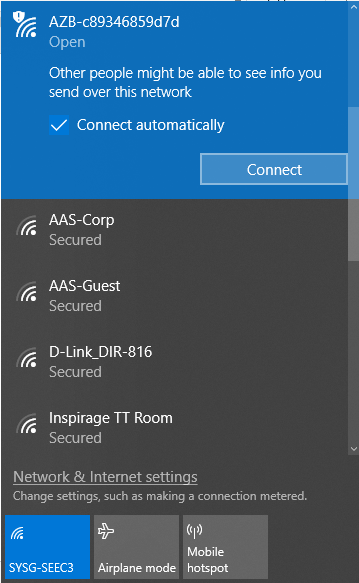 AZB-c89346859d7d
Open
Other people might be able to see info you
send over this network
Connect automatically
Connect
AAS-Corp
Secured
AAS-Guest
Secured
D-Link_DIR-816
Secured
Inspirage TT Room
Secured
Network & Internet settings
Change settings, such as making a connection metered.
SYSG-SEEC3
Airplane mode
Mobile
hotspot